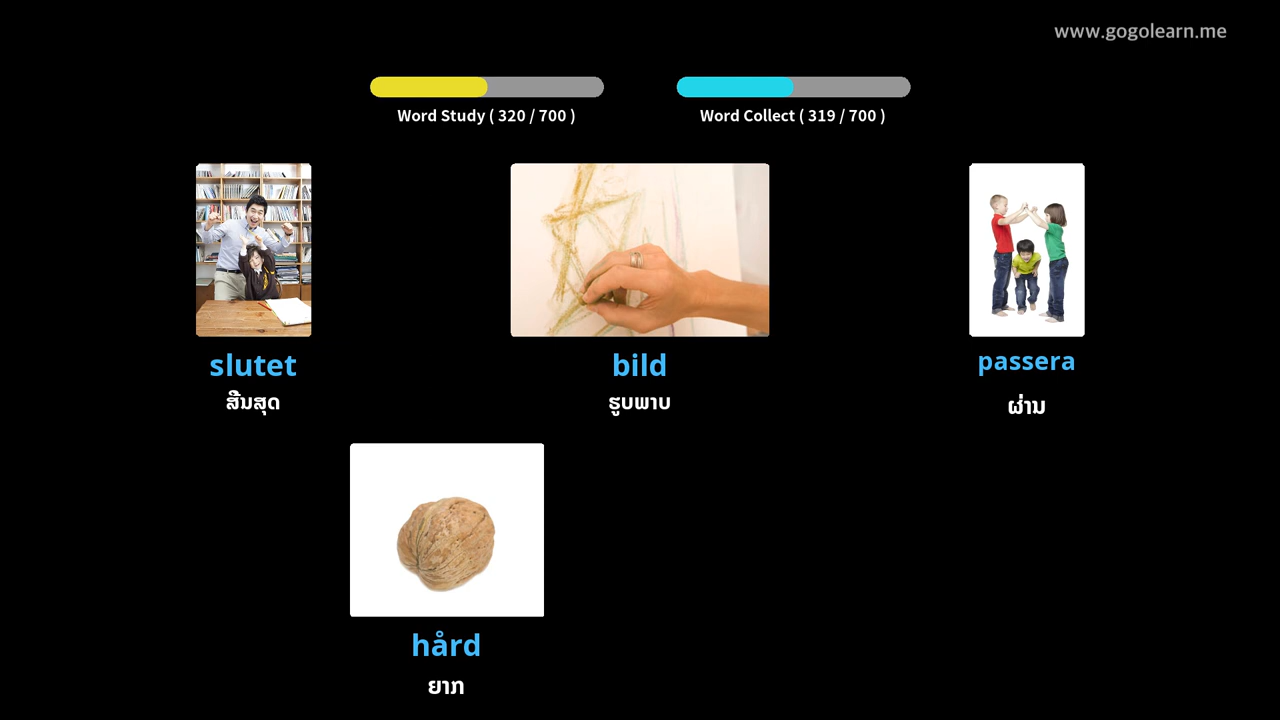 www.gogolearn.me
Word Study ( 320 / 700 )
Word Collect ( 319 / 700 )
slutet
bild
passera
ສິ້ນສຸດ
ຮູບພາບ
ຜ່ານ
hård
ຍາກ